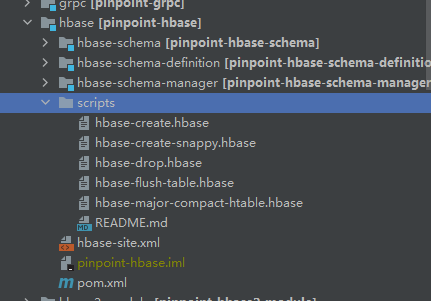 grpc [pinpoint-grpc]
hbase [pinpoint-hbase]
hbase-schema [pinpoint-hbase-schema]
hbase-schema-definition [pinpoint-hbase-schema-definitio
hbase-schema-manager [pinpoint-hbase-schema-manager
scripts
hbase-create.hbase
hbase-create-snappy.hbase
hbase-drop.hbase
hbase-flush-table.hbase
hbase-major-compact-htable.hbase
README.md
hbase-site.xml
pinpoint-hbase.iml
pom.xml